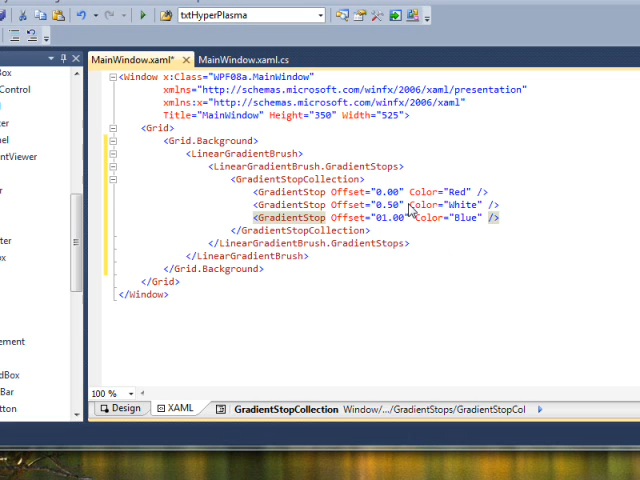 txtHyperPlasma
MainWindow.xaml*
MainWindow.xaml.cs
<Window x:Class="WPF08a.MainWindow"
xmlns="http://schemas.microsoft.com/winfx/2006/xaml/presentation"
xmlns:x="http://schemas.microsoft.com/winfx/2006/xaml"
Title="MainWindow" Height="350" Width="525">
<Grid>
<Grid.Background>
<LinearGradientBrush>
<LinearGradientBrush.GradientStops>
<GradientStopCollection>
<GradientStop Offset="0.00" Color="Red" />
<GradientStop Offset="0.50" Color="White" />
<GradientStop Offset="01.00" Color="Blue" />
</GradientStopCollection>
</LinearGradientBrush.GradientStops>
</LinearGradientBrush>
</Grid.Background>
</Grid>
</Window>
ox
Control
ter
nel
entViewer
r
ter
ox
ement
rdBox
Bar
tton
100 %
Design
XAML
GradientStopCollection Window/.../GradientStops/GradientStopCol